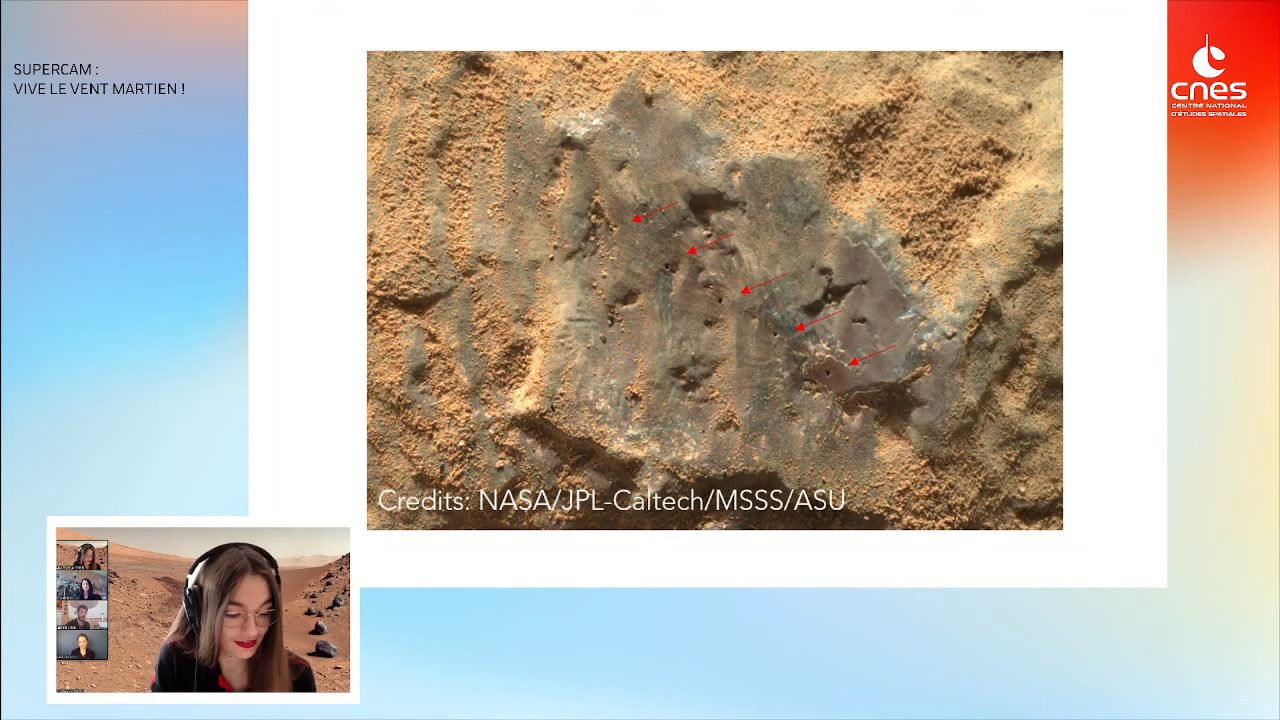 SUPERCAM :
VIVE LE VENT MARTIEN !
cnes
CENTRE NATIONAL
D'ÉTUDES SPATIALES
Credits: NASA/JPL-Caltech/MSSS/ASU